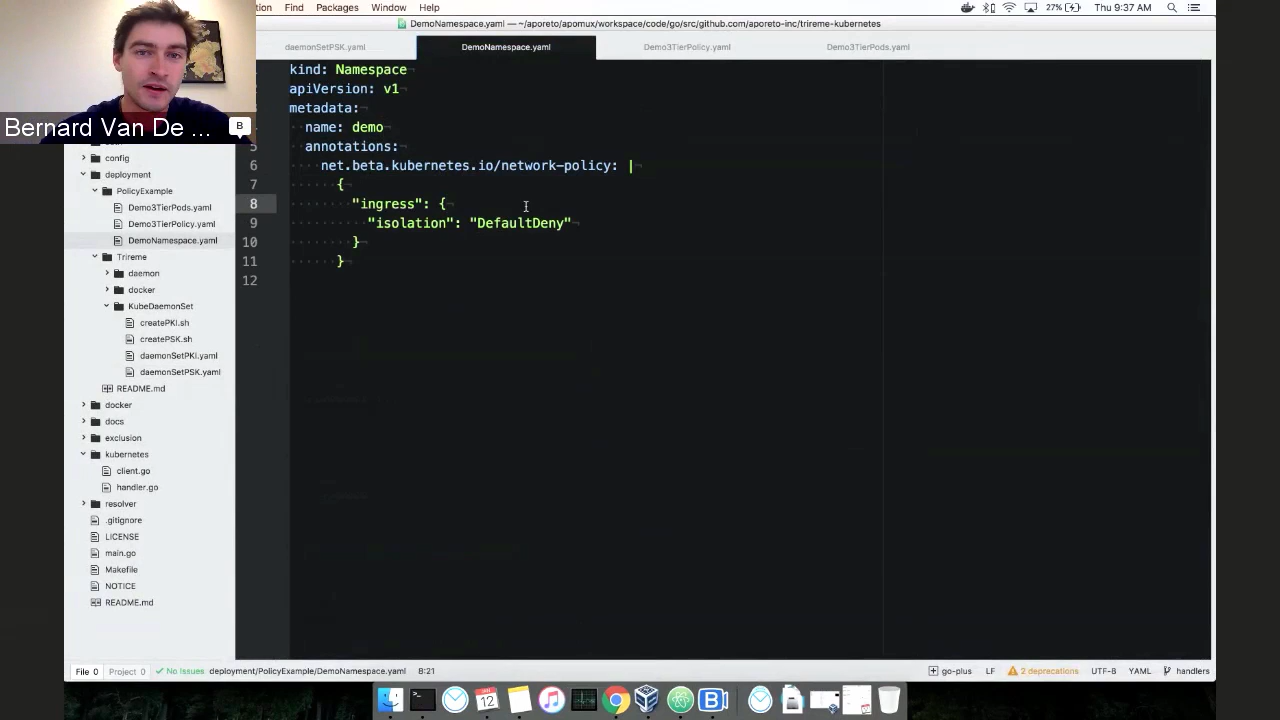 ction Find Packages Window Help 27% Thu 9:37 AM
DemoNamespace.yaml — ~/aporeto/apomux/workspace/code/go/src/github.com/aporeto-inc/trireme-kubernetes
daemonSetPSK.yaml DemoNamespace.yaml Demo3TierPolicy.yaml Demo3TierPods.yaml
Bernard Van De ... B
config
deployment
PolicyExample
Demo3TierPods.yaml
Demo3TierPolicy.yaml
DemoNamespace.yaml
Trireme
daemon
docker
KubeDaemonSet
createPKI.sh
createPSK.sh
daemonSetPKI.yaml
daemonSetPSK.yaml
README.md
docker
docs
exclusion
kubernetes
client.go
handler.go
resolver
.gitignore
LICENSE
main.go
Makefile
NOTICE
README.md
kind: Namespace
apiVersion: v1
metadata:
name: demo
5 annotations:
6 net.beta.kubernetes.io/network-policy: |
7 {
8 "ingress": {
9 "isolation": "DefaultDeny"
10 }
11 }
12
File 0 Project 0 No Issues deployment/PolicyExample/DemoNamespace.yaml 8:21 go-plus LF 2 deprecations UTF-8 YAML handlers
12
B